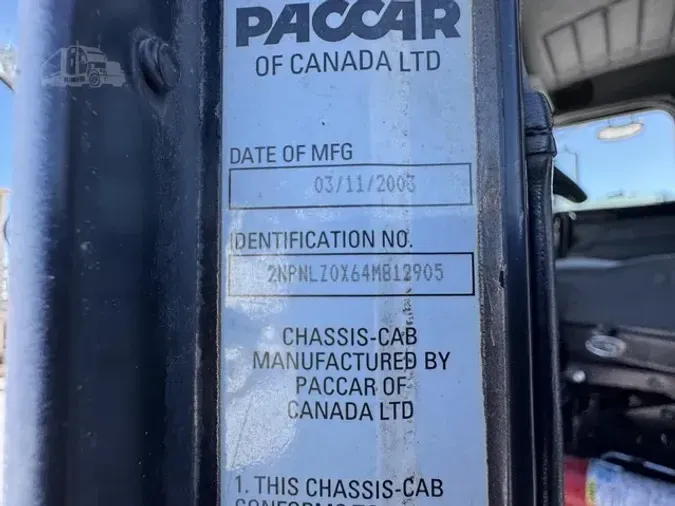 PACCAR
OF CANADA LTD
DATE OF MFG
03/11/2003
IDENTIFICATION NO.
2NPNLZ0X64M812905
CHASSIS-CAB
MANUFACTURED BY
PACCAR OF
CANADA LTD
1. THIS CHASSIS-CAB